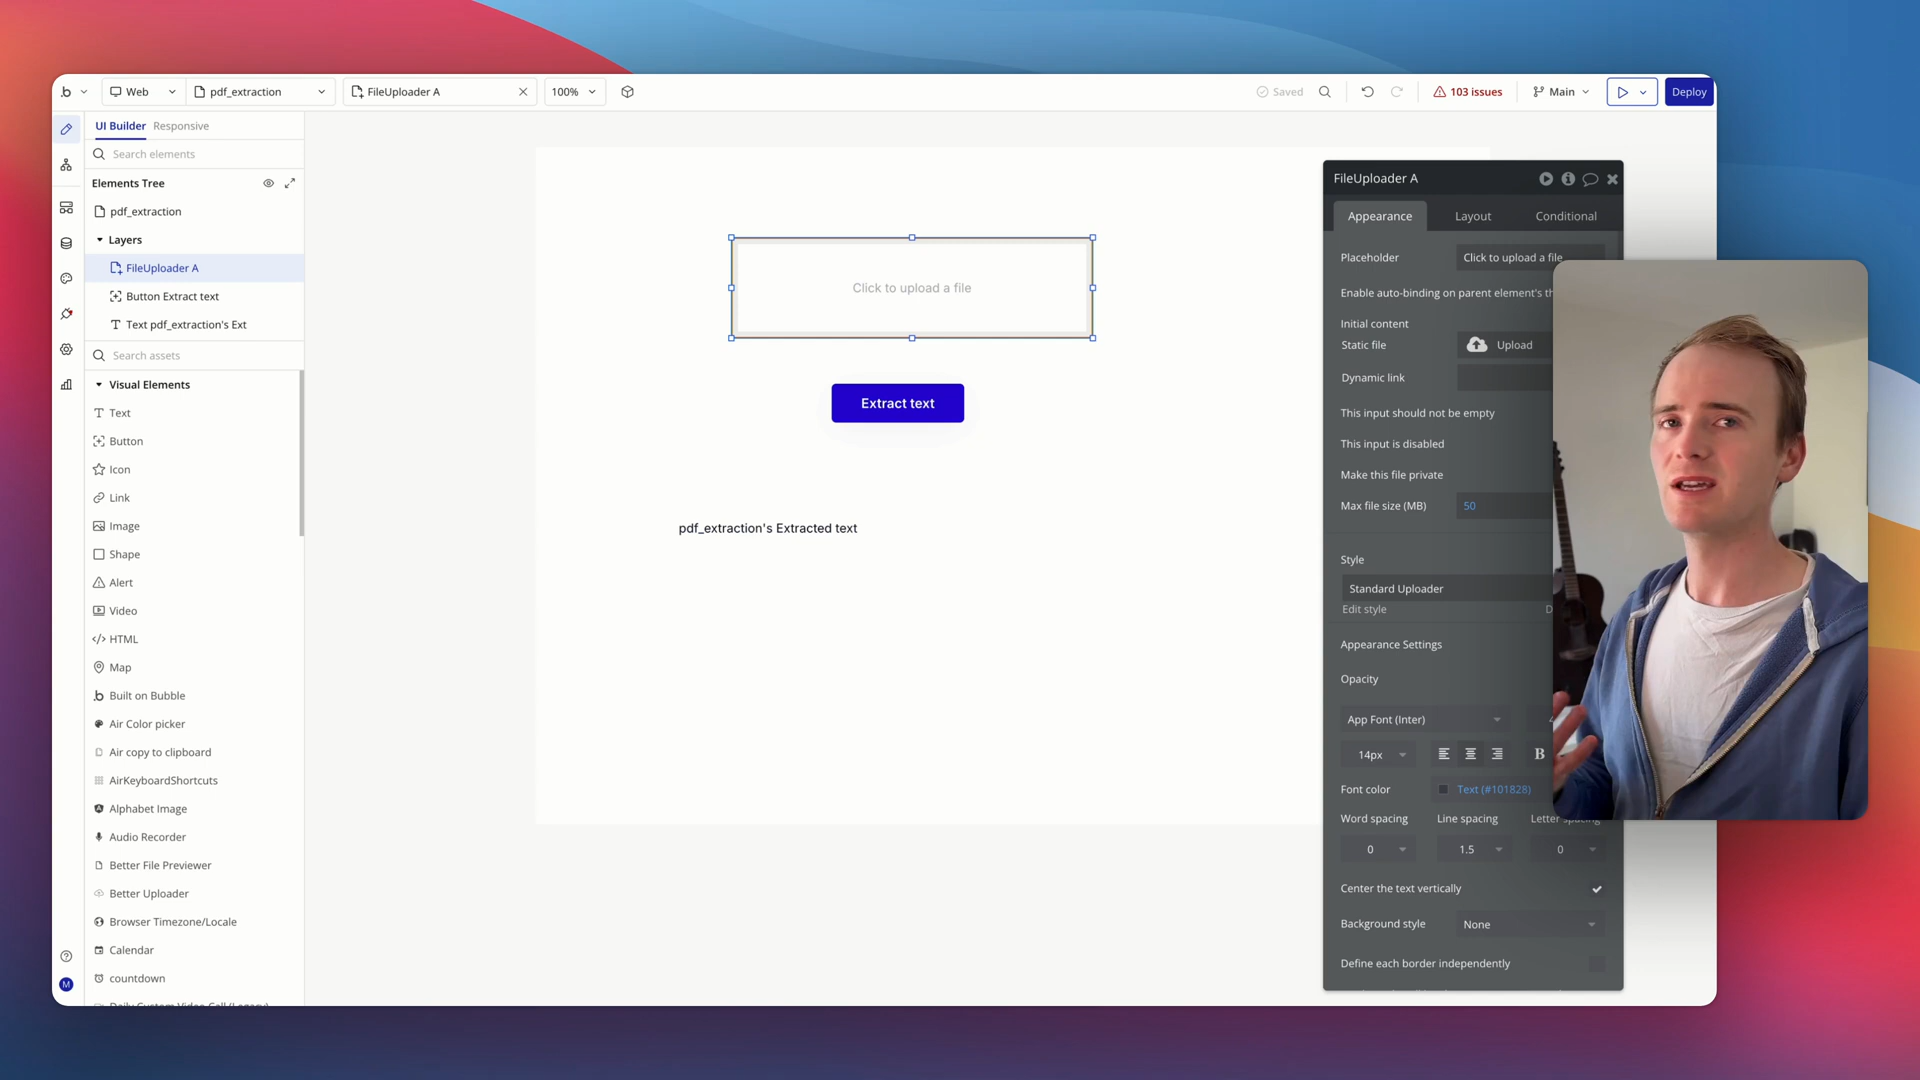 Web
pdf_extraction
FileUploader A
100%
Saved
103 issues
Main
Deploy
UI Builder
Responsive
Search elements
Elements Tree
pdf_extraction
Layers
FileUploader A
Button Extract text
Text pdf_extraction's Ext
Search assets
Visual Elements
Text
Button
Icon
Link
Image
Shape
Alert
Video
HTML
Map
Built on Bubble
Air Color picker
Air copy to clipboard
AirKeyboardShortcuts
Alphabet Image
Audio Recorder
Better File Previewer
Better Uploader
Browser Timezone/Locale
Calendar
countdown
M
Click to upload a file
Extract text
pdf_extraction's Extracted text
FileUploader A
Appearance
Layout
Conditional
Placeholder
Click to upload a file
Enable auto-binding on parent element's th
Initial content
Static file
Upload
Dynamic link
This input should not be empty
This input is disabled
Make this file private
Max file size (MB)
50
Style
Standard Uploader
Edit style
D
Appearance Settings
Opacity
App Font (Inter)
14px
B
Font color
Text (#101828)
Word spacing
Line spacing
Letter spacing
0
1.5
0
Center the text vertically
Background style
None
Define each border independently